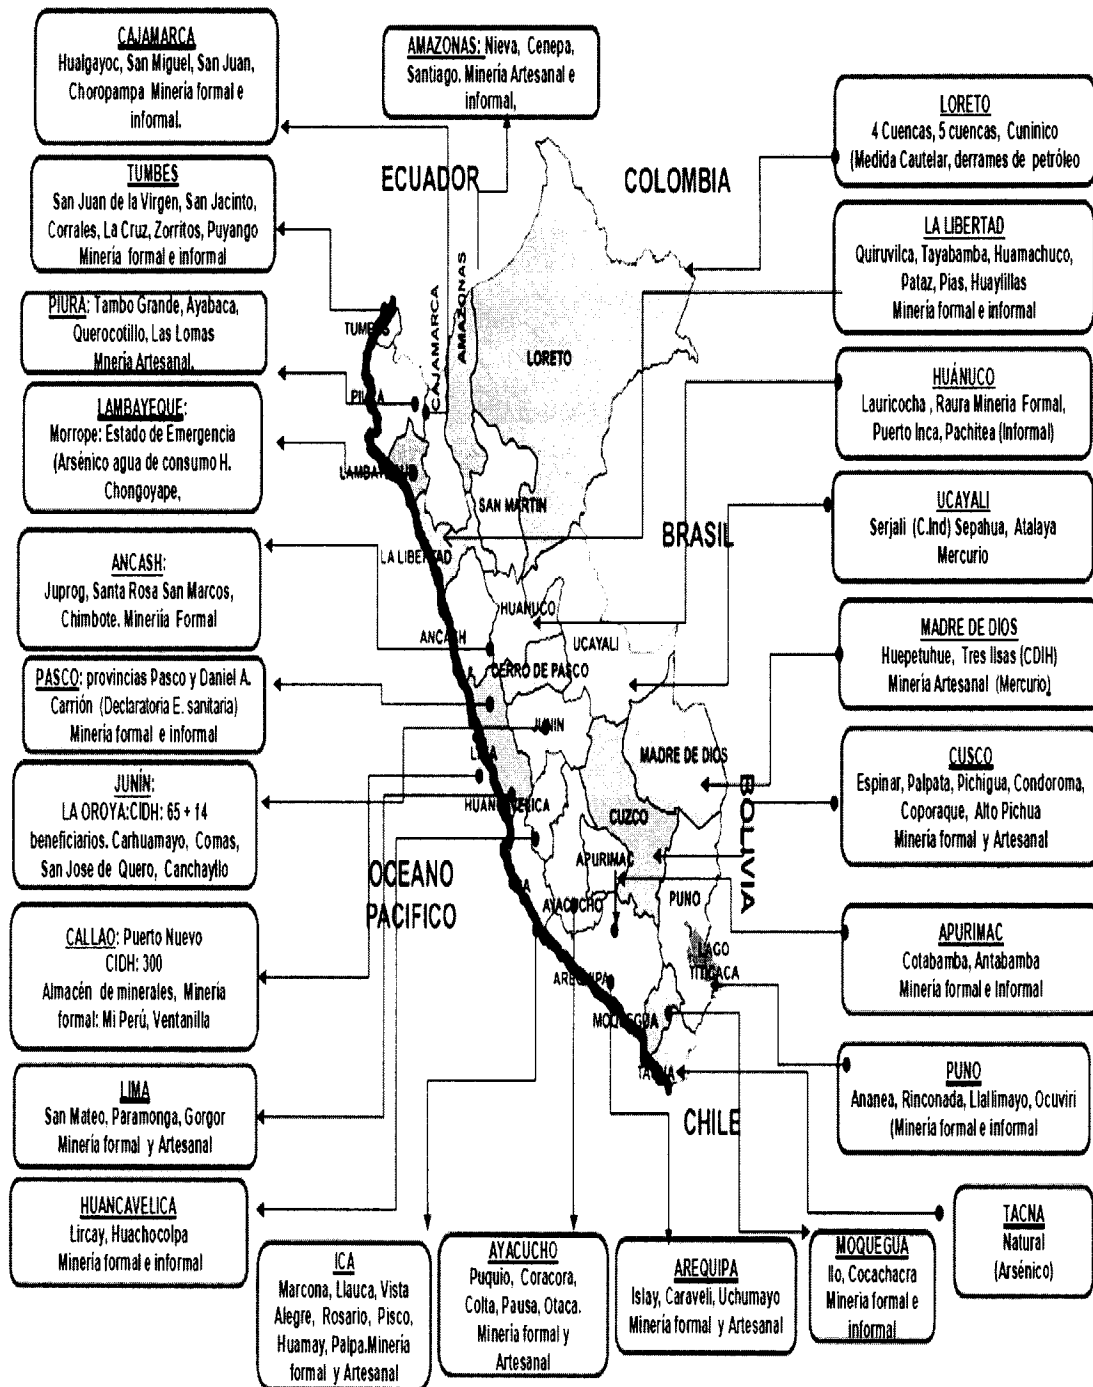 CAJAMARCA
Hualgayoc, San Miguel, San Juan,
Choropampa Minería formal e
informal.
TUMBES
San Juan de la Virgen, San Jacinto,
Corrales, La Cruz, Zorritos, Puyango
Minería formal e informal
PIURA: Tambo Grande, Ayabaca,
Querocotillo, Las Lomas
Mnería Artesanal.
LAMBAYEQUE:
Morrope: Estado de Emergencia
(Arsénico agua de consumo H.
Chongoyape,
ANCASH:
Juprog, Santa Rosa San Marcos,
Chimbote. Mineriía Formal
PASCO: provincias Pasco y Daniel A.
Carrión (Declaratoria E. sanitaria)
Minería formal e informal
JUNÍN:
LA OROYA:CIDH: 65 + 14
beneficiarios. Carhuamayo, Comas,
San Jose de Quero, Canchayllo
CALLAO: Puerto Nuevo
CIDH: 300
Almacén de minerales, Minería
formal: Mi Perú, Ventanilla
LIMA
San Mateo, Paramonga, Gorgor
Minería formal y Artesanal
HUANCAVELICA
Lircay, Huachocolpa
Minería formal e informal
ICA
Marcona, Llauca, Vista
Alegre, Rosario, Pisco,
Huamay, Palpa.Minería
formal y Artesanal
AYACUCHO
Puquio, Coracora,
Colta, Pausa, Otaca.
Mineria formal y
Artesanal
AREQUIPA
Islay, Caraveli, Uchumayo
Minería formal y Artesanal
MOQUEGUA
Ilo, Cocachacra
Mineria formal e
informal
TACNA
Natural
(Arsénico)
AMAZONAS: Nieva, Cenepa,
Santiago. Minería Artesanal e
informal,
LORETO
4 Cuencas, 5 cuencas, Cuninico
(Medida Cautelar, derrames de petróleo
LA LIBERTAD
Quiruvilca, Tayabamba, Huamachuco,
Pataz, Pias, Huaylillas
Minería formal e informal
HUÁNUCO
Lauricocha , Raura Mineria Formal,
Puerto Inca, Pachitea (Informal)
UCAYALI
Serjali (C.Ind) Sepahua, Atalaya
Mercurio
MADRE DE DIOS
Huepetuhue, Tres Ilsas (CDIH)
Minería Artesanal (Mercurio)
CUSCO
Espinar, Palpata, Pichigua, Condoroma,
Coporaque, Alto Pichua
Minería formal y Artesanal
APURIMAC
Cotabamba, Antabamba
Minería formal e Informal
PUNO
Ananea, Rinconada, Llallimayo, Ocuviri
(Minería formal e informal
ECUADOR
COLOMBIA
BRASIL
BOLIVIA
CHILE
OCEANO
PACIFICO
TUMBES
PIURA
CAJAMARCA
AMAZONAS
LORETO
LAMBAYEQUE
SAN MARTIN
LA LIBERTAD
HUANUCO
ANCASH
UCAYALI
CERRO DE PASCO
JUNIN
LIMA
MADRE DE DIOS
HUANCAVELICA
CUZCO
APURIMAC
AYACUCHO
PUNO
LAGO
TITICACA
AREQUIPA
MOQUEGUA
TACNA